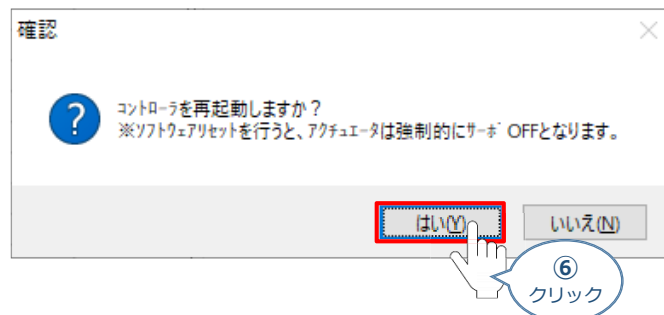 確認
コントローラを再起動しますか？
※ソフトウェアリセットを行うと、アクチュエータは強制的にサーボ OFFとなります。
はい(Y)
いいえ(N)
⑥
クリック